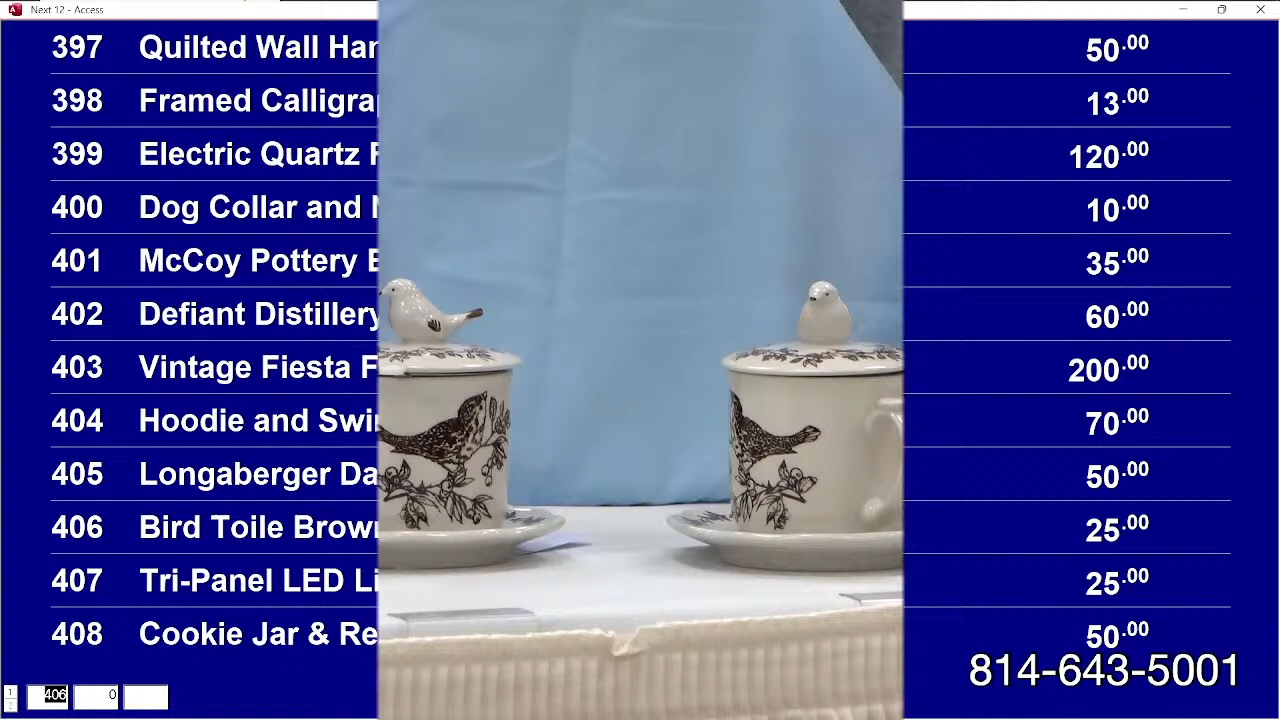 Next 12 - Access
397 Quilted Wall Han 50.00
398 Framed Calligra 13.00
399 Electric Quartz F 120.00
400 Dog Collar and 10.00
401 McCoy Pottery 35.00
402 Defiant Distillery 60.00
403 Vintage Fiesta F 200.00
404 Hoodie and Swi 70.00
405 Longaberger Da 50.00
406 Bird Toile Brown 25.00
407 Tri-Panel LED Li 25.00
408 Cookie Jar & Re 50.00
814-643-5001
1 406 0
2